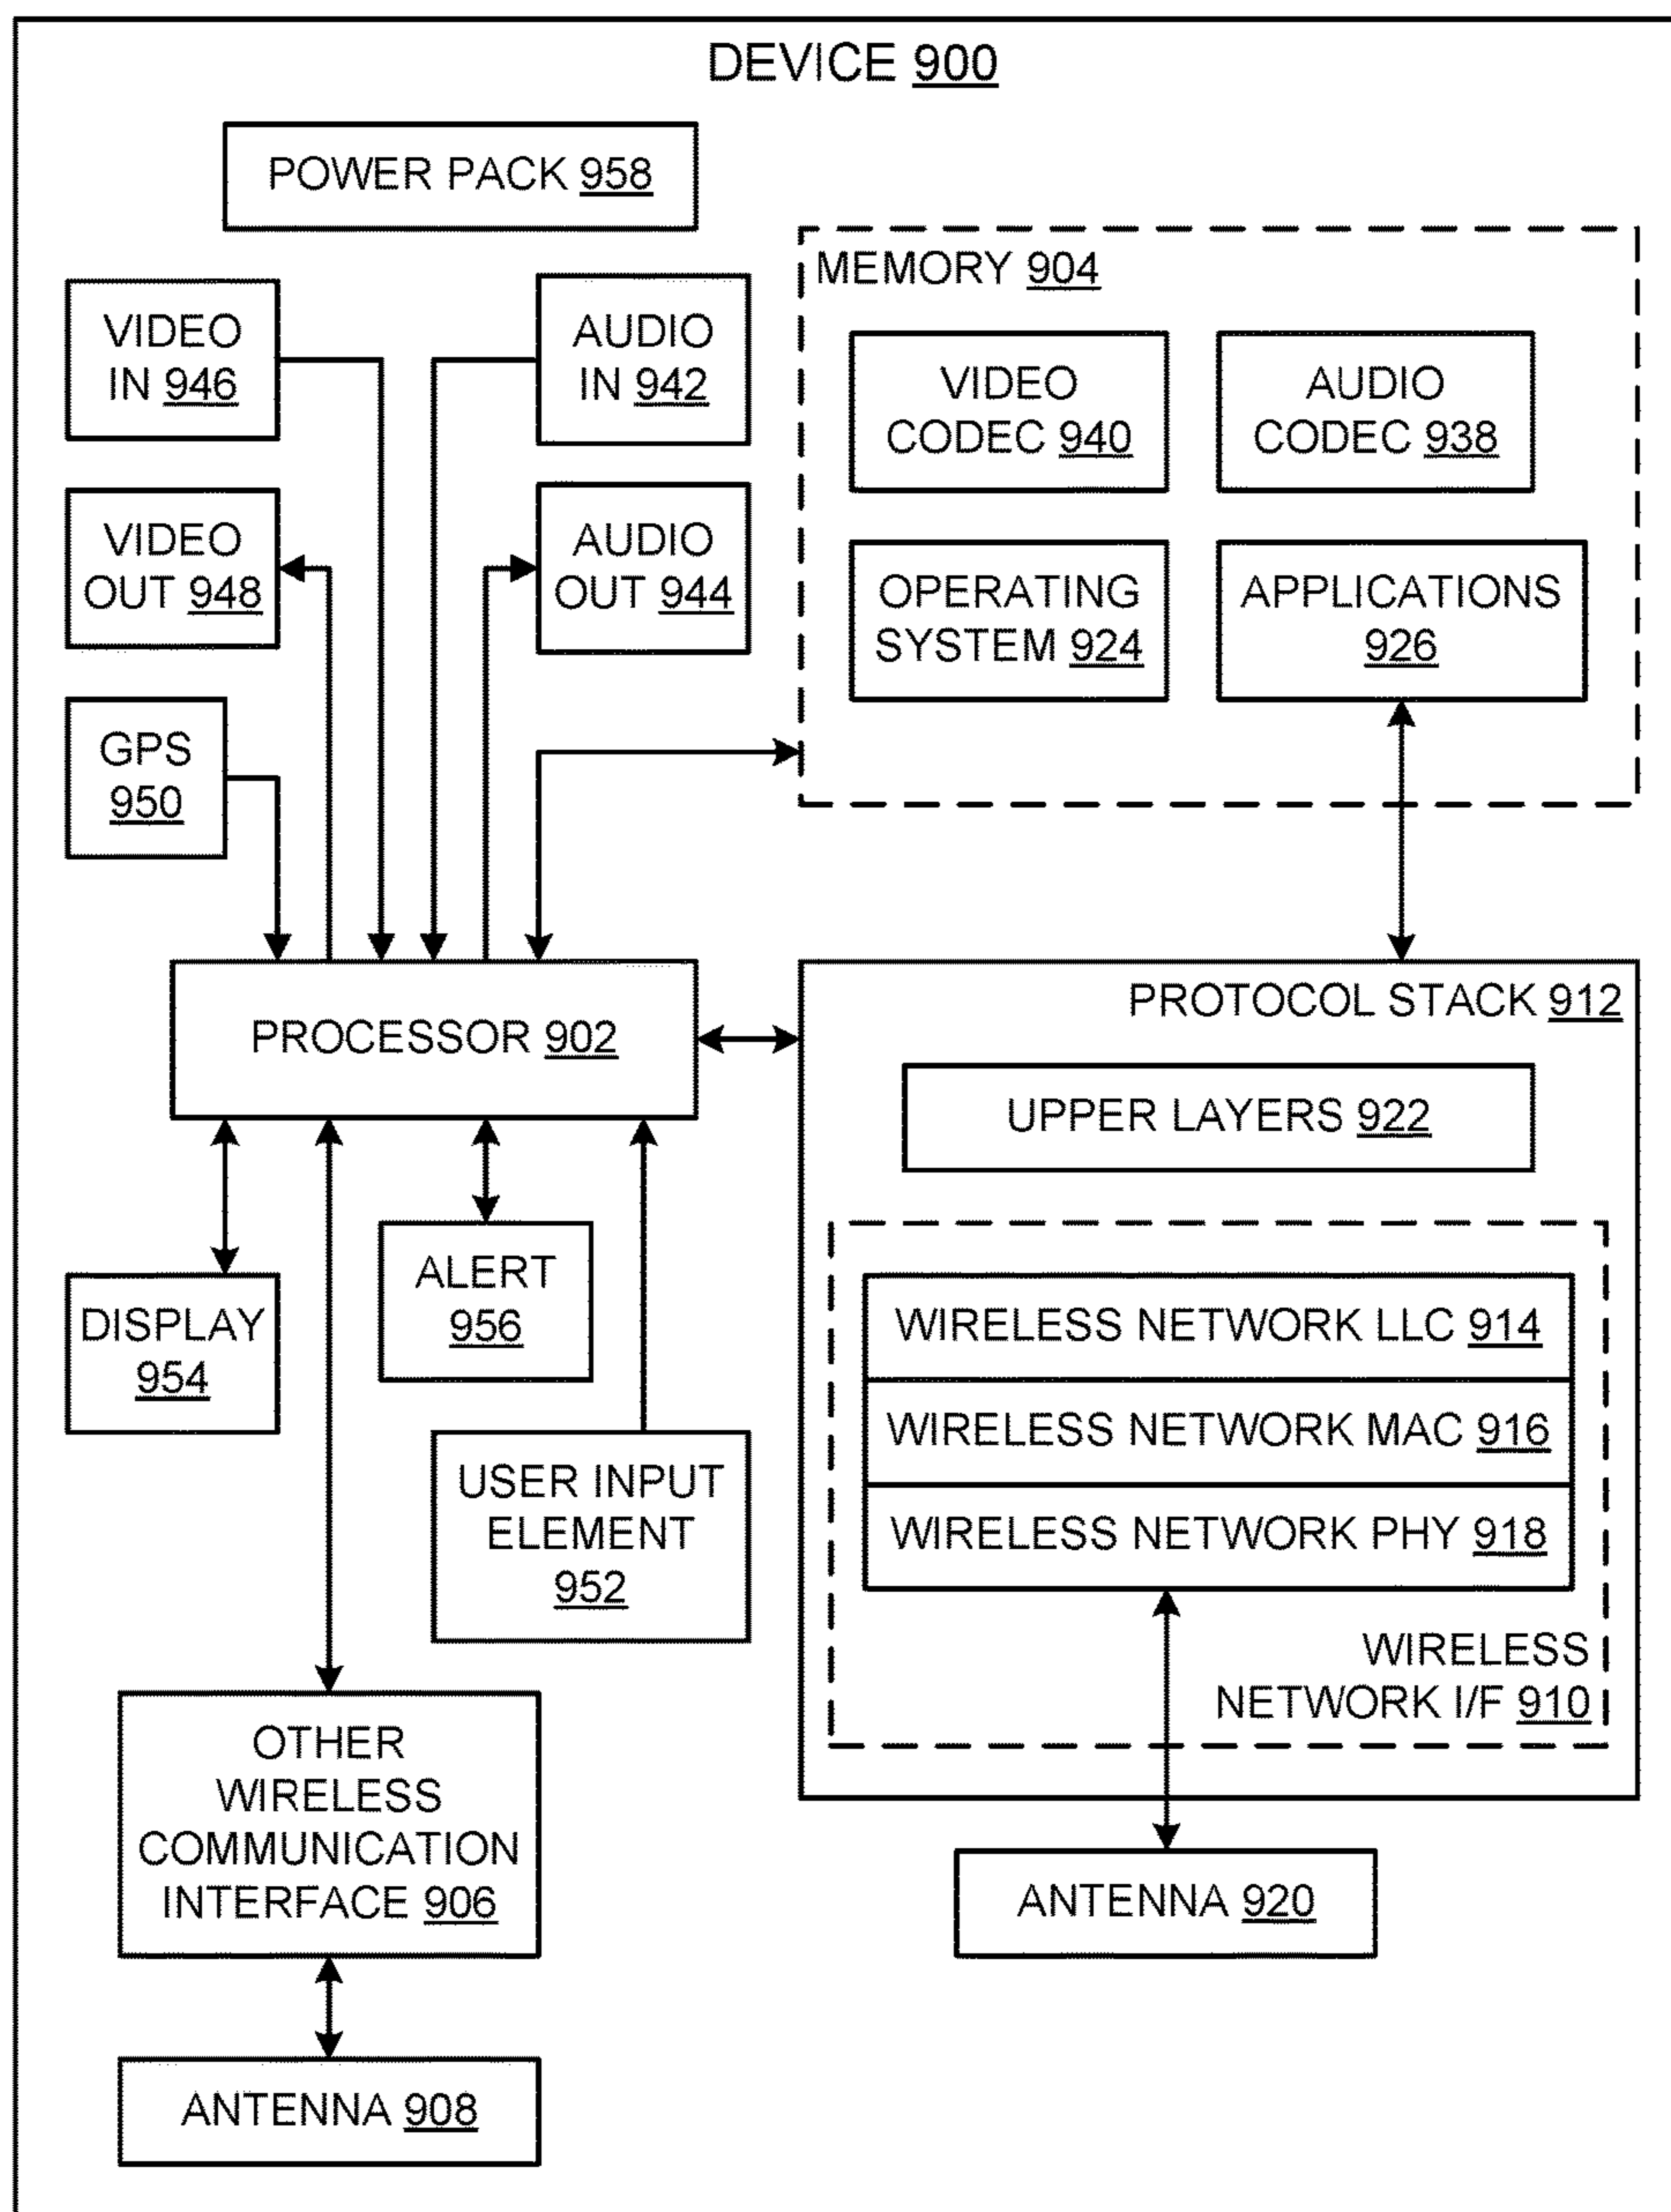 DEVICE 900
POWER PACK 958
VIDEO
IN 946
AUDIO
IN 942
VIDEO
OUT 948
AUDIO
OUT 944
GPS
950
MEMORY 904
VIDEO
CODEC 940
AUDIO
CODEC 938
OPERATING
SYSTEM 924
APPLICATIONS
926
PROCESSOR 902
PROTOCOL STACK 912
UPPER LAYERS 922
WIRELESS NETWORK LLC 914
WIRELESS NETWORK MAC 916
WIRELESS NETWORK PHY 918
WIRELESS
NETWORK I/F 910
DISPLAY
954
ALERT
956
USER INPUT
ELEMENT
952
OTHER
WIRELESS
COMMUNICATION
INTERFACE 906
ANTENNA 920
ANTENNA 908